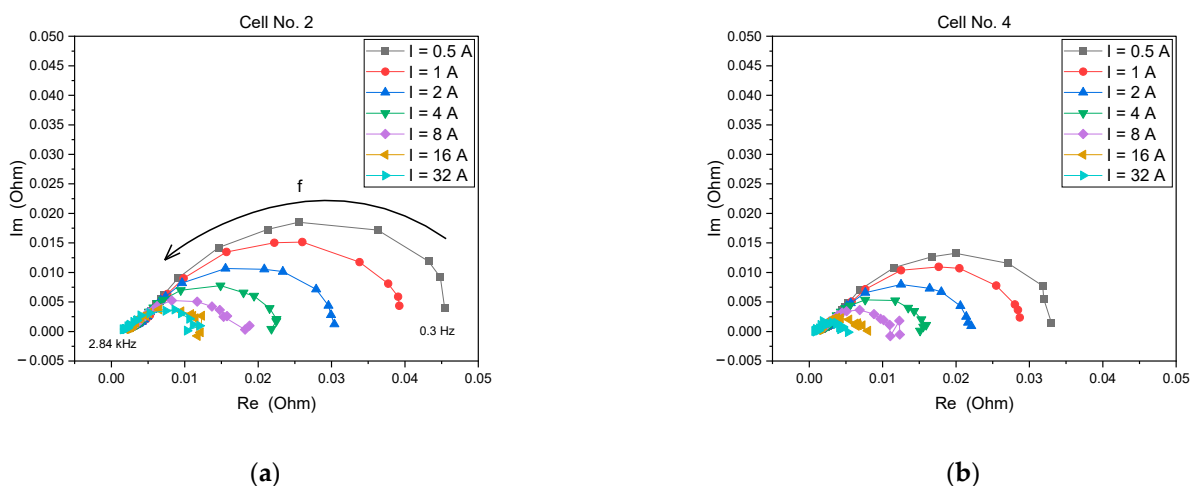 Cell No. 2
0.050
0.045
0.040
0.035
0.030
0.025
0.020
0.015
0.010
0.005
0.000
−0.005
Im (Ohm)
I = 0.5 A
I = 1 A
I = 2 A
I = 4 A
I = 8 A
I = 16 A
I = 32 A
f
2.84 kHz
0.3 Hz
0.00 0.01 0.02 0.03 0.04 0.05
Re (Ohm)
(a)
Cell No. 4
0.050
0.045
0.040
0.035
0.030
0.025
0.020
0.015
0.010
0.005
0.000
−0.005
Im (Ohm)
I = 0.5 A
I = 1 A
I = 2 A
I = 4 A
I = 8 A
I = 16 A
I = 32 A
0.00 0.01 0.02 0.03 0.04 0.05
Re (Ohm)
(b)